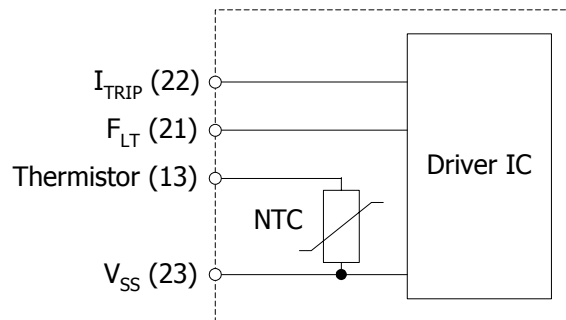 I_TRIP (22)
F_LT (21)
Thermistor (13)
Driver IC
NTC
V_SS (23)